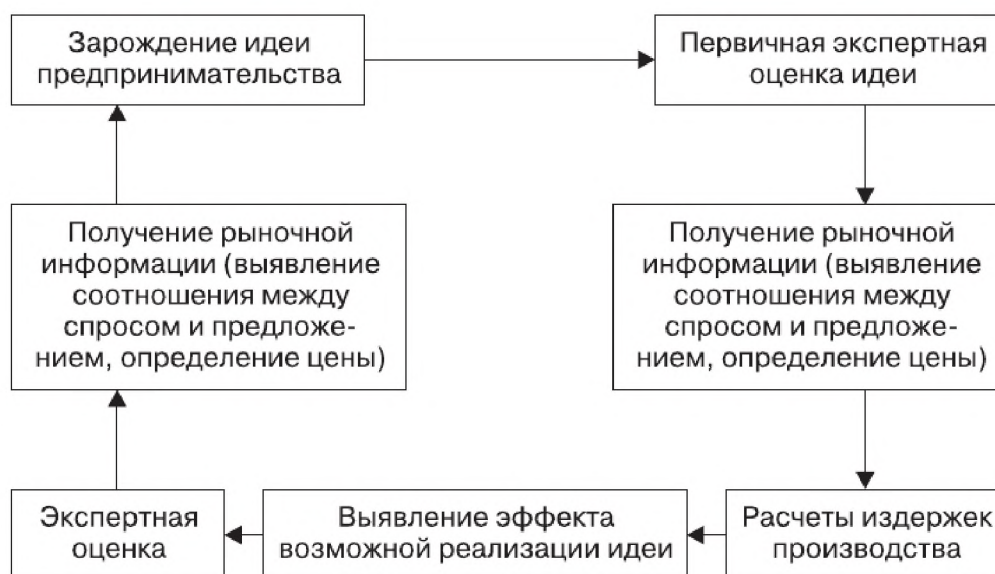 Зарождение идеи
предпринимательства
Первичная экспертная
оценка идеи
Получение рыночной
информации (выявление
соотношения между
спросом и предложе-
нием, определение цены)
Получение рыночной
информации (выявление
соотношения между
спросом и предложе-
нием, определение цены)
Экспертная
оценка
Выявление эффекта
возможной реализации идеи
Расчеты издержек
производства